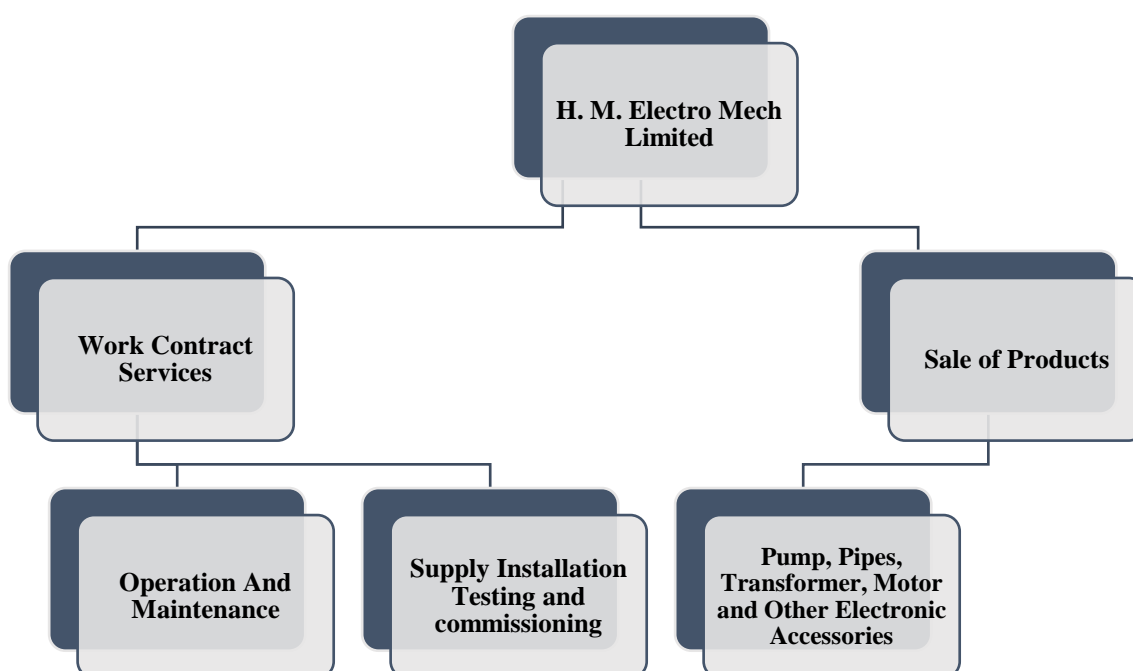 H. M. Electro Mech
Limited
Work Contract
Services
Sale of Products
Operation And
Maintenance
Supply Installation
Testing and
commissioning
Pump, Pipes,
Transformer, Motor
and Other Electronic
Accessories